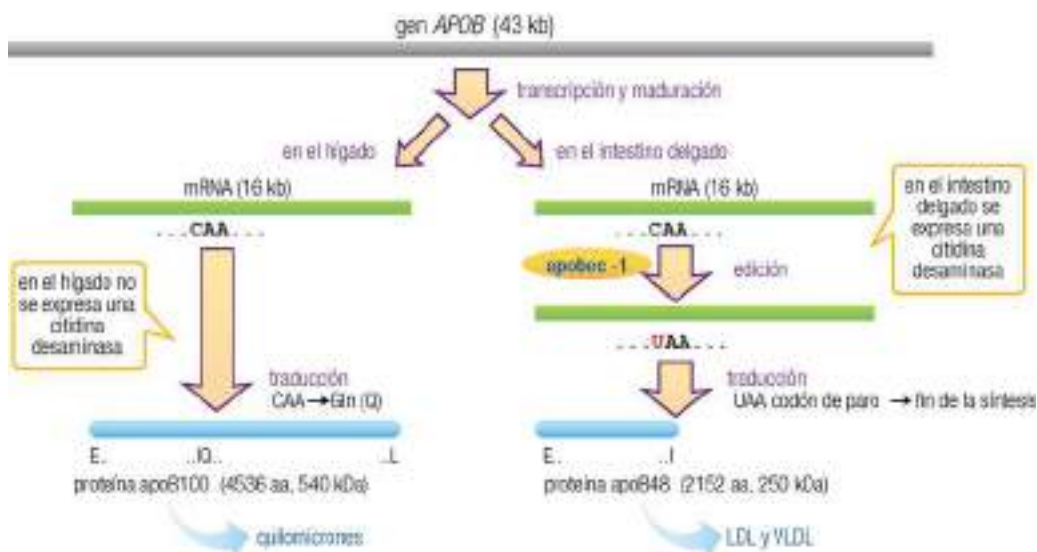 gen APOB (43 kb)
transcripción y maduración
en el hígado
en el intestino delgado
mRNA (16 kb)
...CAA...
en el hígado no
se expresa una
citidina
desaminasa
traducción
CAA→Gln (Q)
E.. ..IQ.. ..L
proteína apoB100 (4536 aa, 540 kDa)
quilomicrones
mRNA (16 kb)
...CAA...
en el intestino
delgado se
expresa una
citidina
desaminasa
apobec -1
edición
...UAA...
traducción
UAA codón de paro → fin de la síntesis
E.. ..I
proteína apoB48 (2152 aa, 250 kDa)
LDL y VLDL